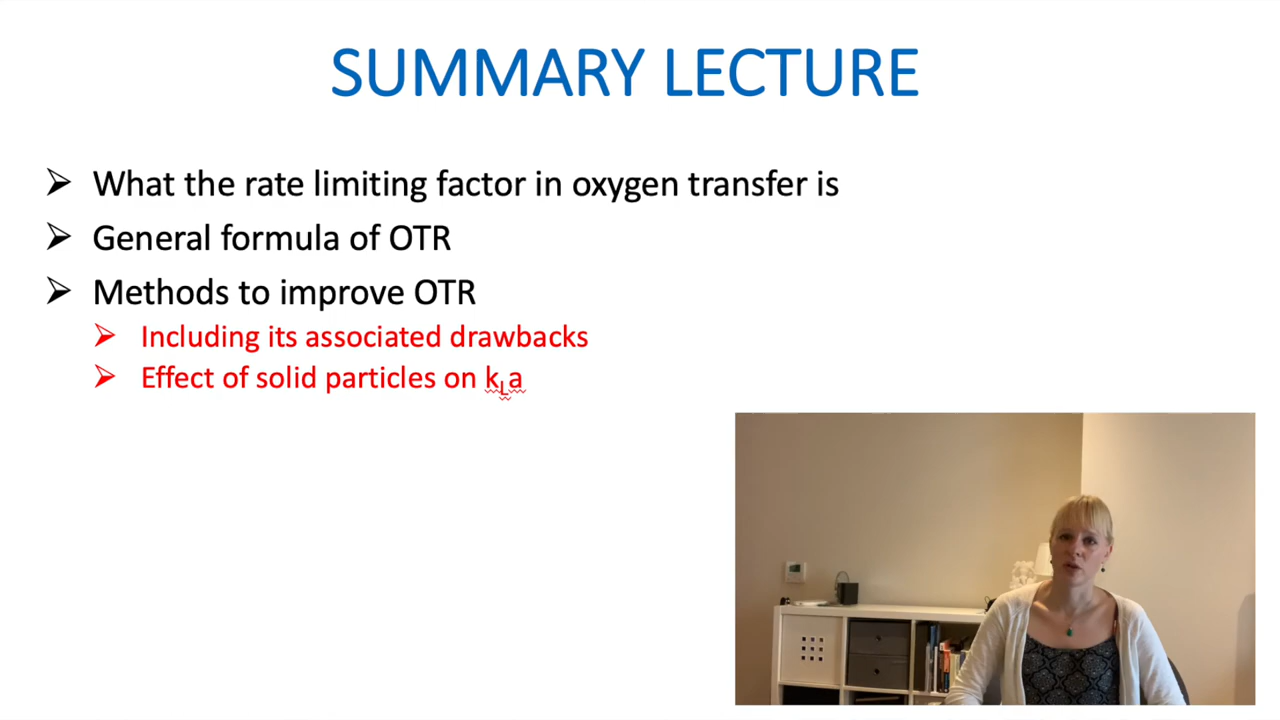 SUMMARY LECTURE
What the rate limiting factor in oxygen transfer is
General formula of OTR
Methods to improve OTR
Including its associated drawbacks
Effect of solid particles on kLa